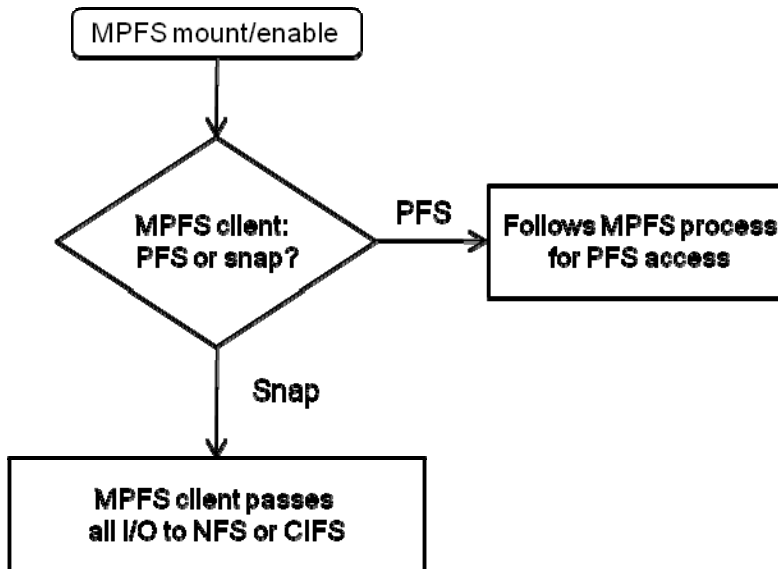 MPFS mount/enable
MPFS client:
PFS or snap?
PFS
Follows MPFS process
for PFS access
Snap
MPFS client passes
all I/O to NFS or CIFS